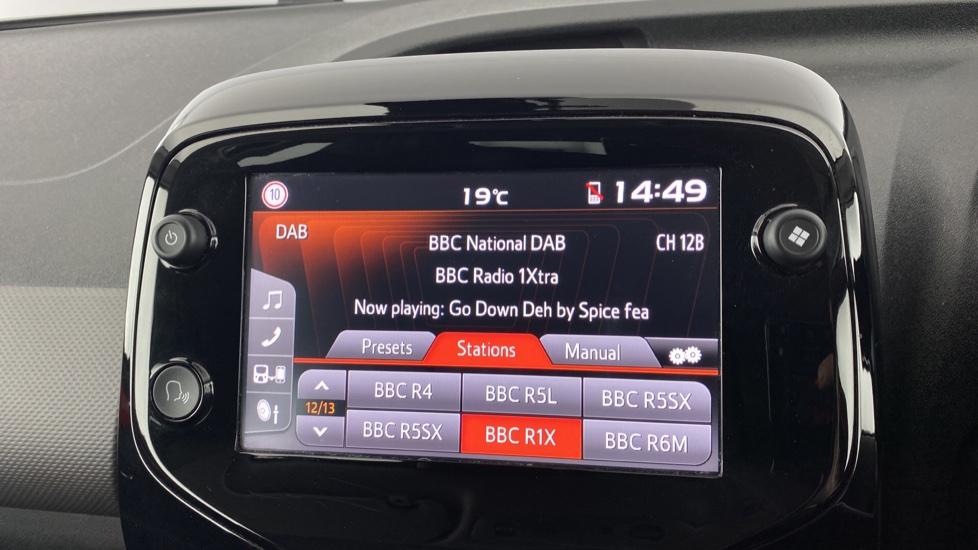 10
19°C
14:49
DAB
BBC National DAB
CH 12B
BBC Radio 1Xtra
Now playing: Go Down Deh by Spice fea
Presets
Stations
Manual
12/13
BBC R4
BBC R5L
BBC R5SX
BBC R5SX
BBC R1X
BBC R6M